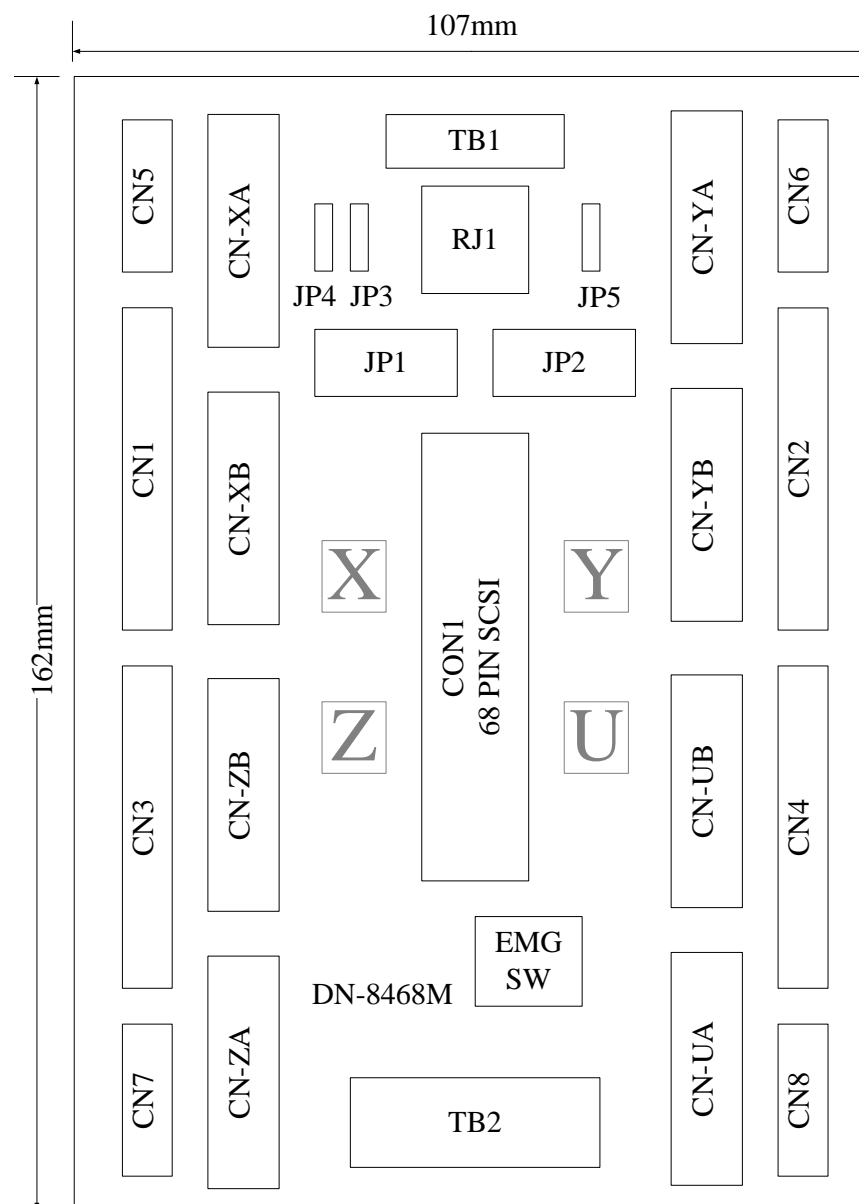 107mm
162mm
TB1
CN5
CN-XA
CN-YA
CN6
RJ1
JP4
JP3
JP5
JP1
JP2
CN1
CN-XB
CN-YB
CN2
X
Y
CON1
68 PIN SCSI
Z
U
CN3
CN-ZB
CN-UB
CN4
EMG
SW
DN-8468M
CN7
CN-ZA
CN-UA
CN8
TB2